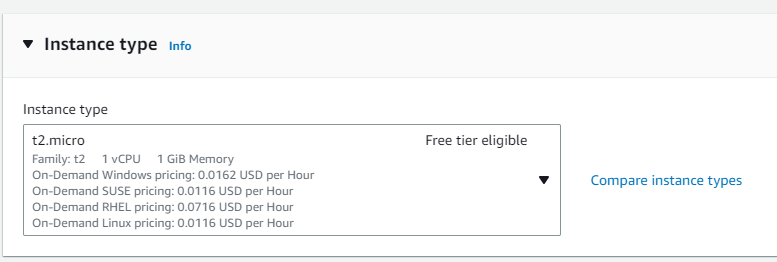 Instance type Info
Instance type
t2.micro Free tier eligible
Family: t2 1 vCPU 1 GiB Memory
On-Demand Windows pricing: 0.0162 USD per Hour
On-Demand SUSE pricing: 0.0116 USD per Hour
On-Demand RHEL pricing: 0.0716 USD per Hour
On-Demand Linux pricing: 0.0116 USD per Hour
Compare instance types